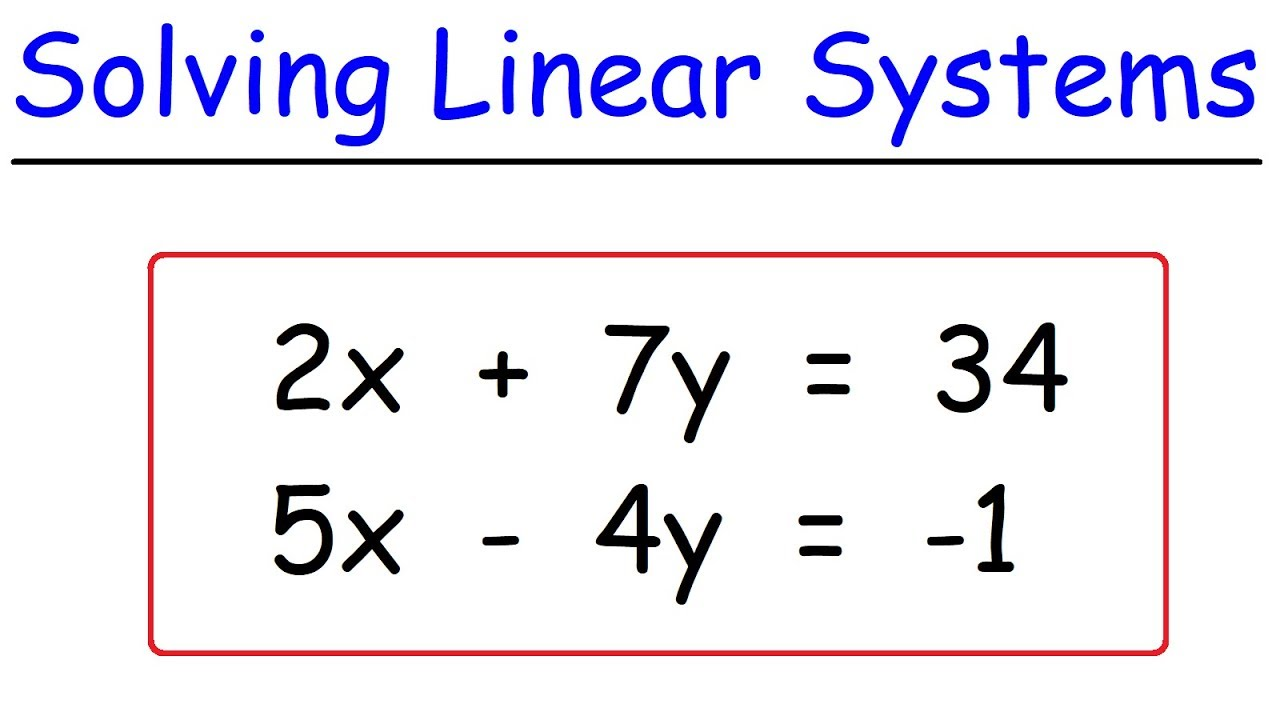 Solving Linear Systems
2x + 7y = 34
5x - 4y = -1